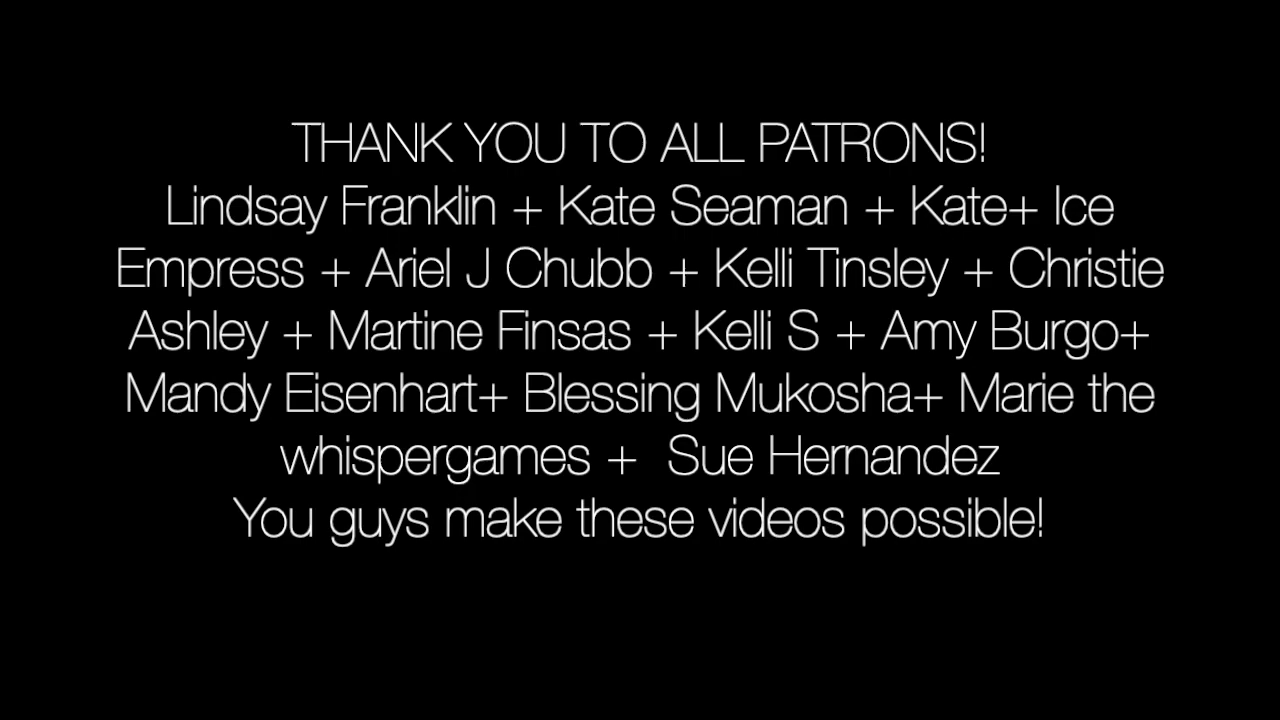 THANK YOU TO ALL PATRONS!
Lindsay Franklin + Kate Seaman + Kate+ Ice
Empress + Ariel J Chubb + Kelli Tinsley + Christie
Ashley + Martine Finsas + Kelli S + Amy Burgo+
Mandy Eisenhart+ Blessing Mukosha+ Marie the
whispergames +  Sue Hernandez
You guys make these videos possible!